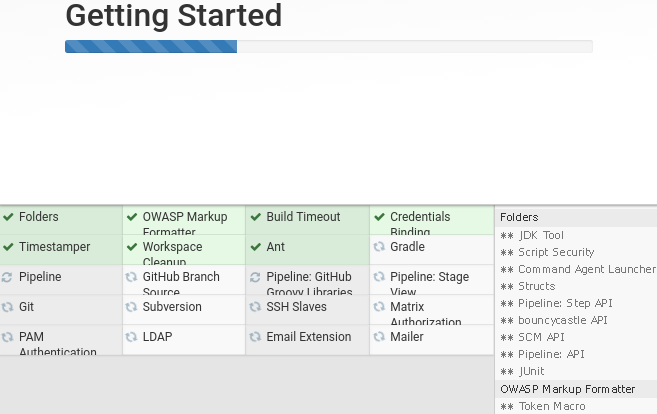 Getting Started
Folders
OWASP Markup
Formatter
Build Timeout
Credentials
Binding
Timestamper
Workspace
Cleanup
Ant
Gradle
Pipeline
GitHub Branch
Source
Pipeline: GitHub
Groovy Libraries
Pipeline: Stage
View
Git
Subversion
SSH Slaves
Matrix
Authorization
PAM
Authentication
LDAP
Email Extension
Mailer
Folders
** JDK Tool
** Script Security
** Command Agent Launcher
** Structs
** Pipeline: Step API
** bouncycastle API
** SCM API
** Pipeline: API
** JUnit
OWASP Markup Formatter
** Token Macro